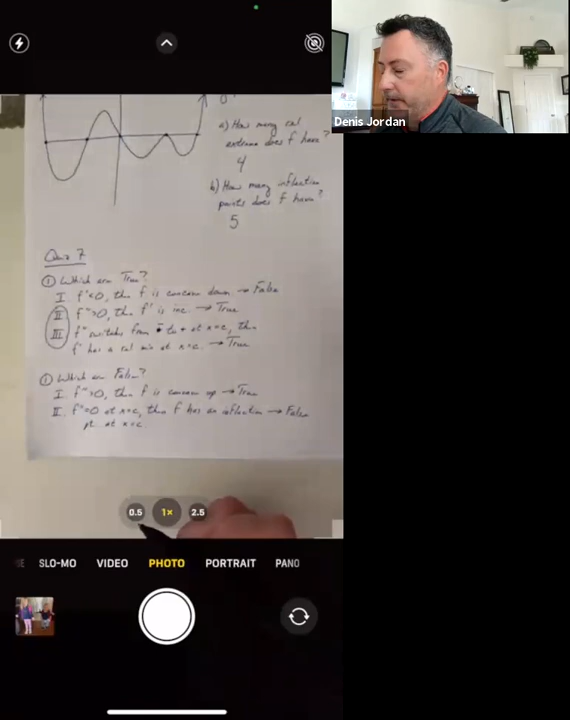 Denis Jordan
a) How many rel
extrema does f have?
4
b) How many inflection
points does f have?
5
Quiz 7
① Which are True?
I. f'<0, then f is concave down → False
II. f''>0, then f' is inc → True
III. f'' switches from - to + at x=c, then
f' has a rel min at x=c → True
① Which are False?
I. f''>0, then f is concave up → True
II. f''=0 at x=c, then f has an inflection → False
pt. at x=c
0.5 1× 2.5
SLO-MO VIDEO PHOTO PORTRAIT PANO